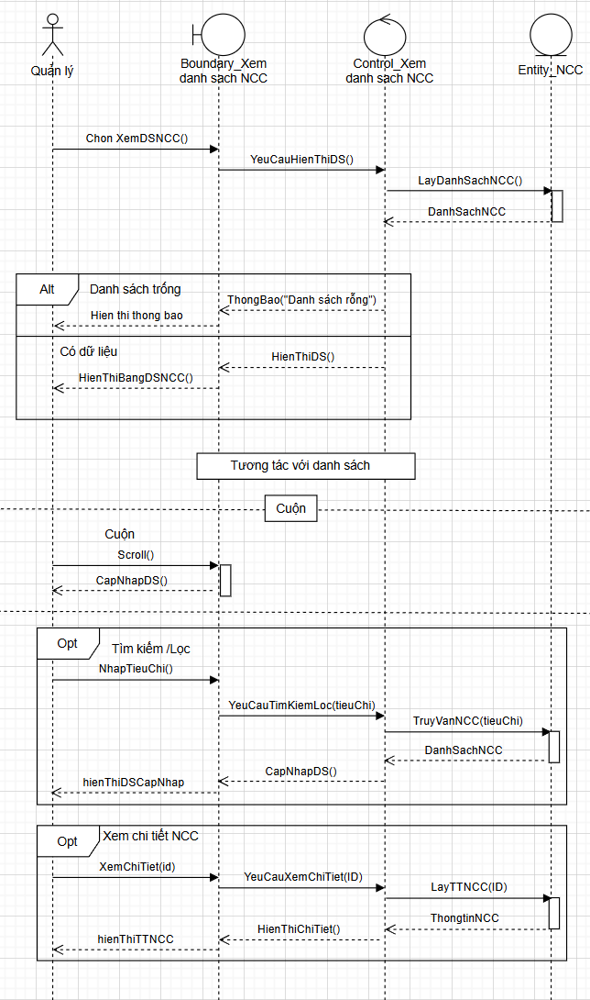 Quản lý
Boundary_Xem
danh sach NCC
Control_Xem
danh sách NCC
Entity_NCC
Chon XemDSNCC()
YeuCauHienThiDS()
LayDanhSachNCC()
DanhSachNCC
Alt
Danh sách trống
ThongBao("Danh sách rỗng")
Hien thi thong bao
Có dữ liệu
HienThiDS()
HienThiBangDSNCC()
Tương tác với danh sách
Cuộn
Cuộn
Scroll()
CapNhapDS()
Opt
Tìm kiếm /Lọc
NhapTieuChi()
YeuCauTimKiemLoc(tieuChi)
TruyVanNCC(tieuChi)
DanhSachNCC
CapNhapDS()
hienThiDSCapNhap
Opt
Xem chi tiết NCC
XemChiTiet(id)
YeuCauXemChiTiet(ID)
LayTTNCC(ID)
ThongtinNCC
HienThiChiTiet()
hienThiTTNCC